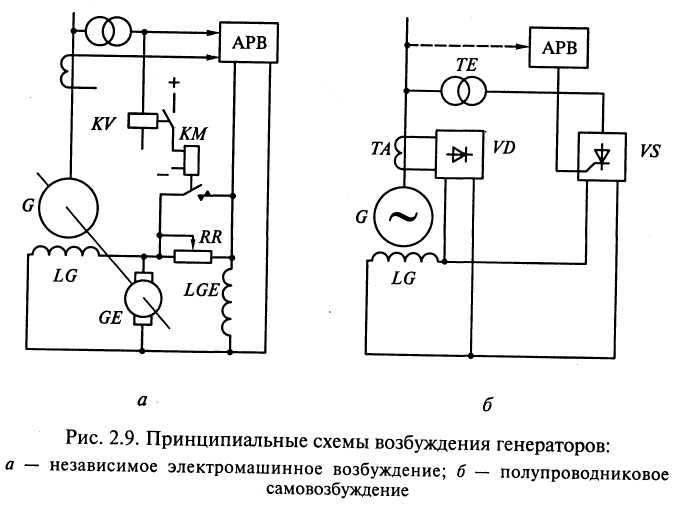 АРВ
KV
+
KM
−
G
RR
LG
LGE
GE
а
АРВ
TE
TA
VD
VS
G
~
LG
б
Рис. 2.9. Принципиальные схемы возбуждения генераторов:
а — независимое электромашинное возбуждение; б — полупроводниковое
самовозбуждение